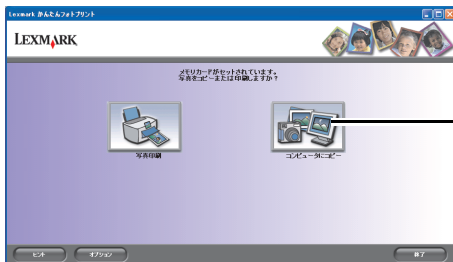 Lexmark かんたんフォトプリント
LEXMARK
メモリカードがセットされています。
写真をコピーまたは印刷しますか？
写真印刷
コンピュータにコピー
ヒント
オプション
終了